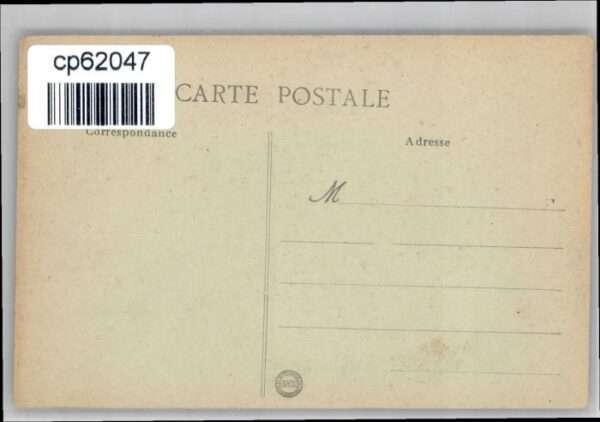 cp62047
CARTE POSTALE
Correspondance
Adresse
M